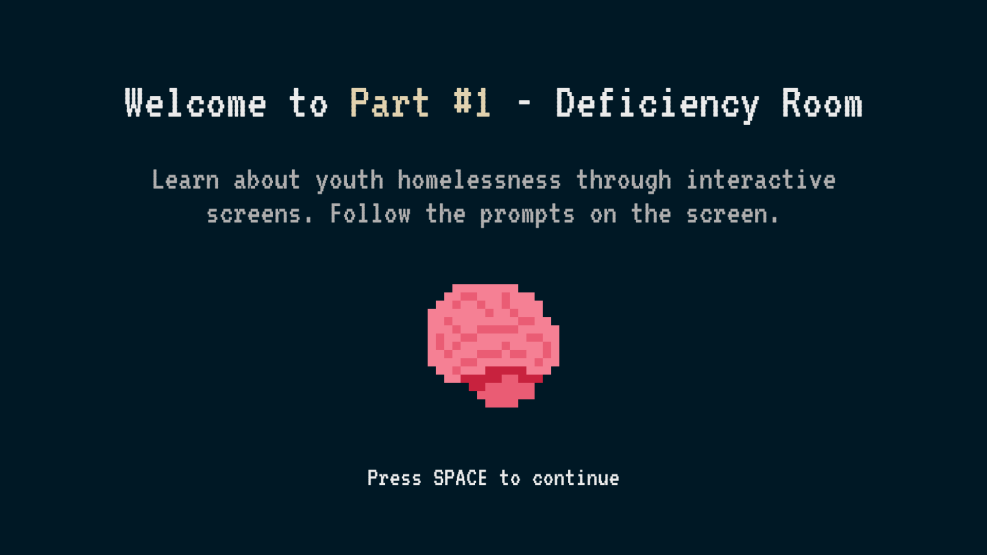 Welcome to Part #1 - Deficiency Room
Learn about youth homelessness through interactive
screens. Follow the prompts on the screen.
Press SPACE to continue